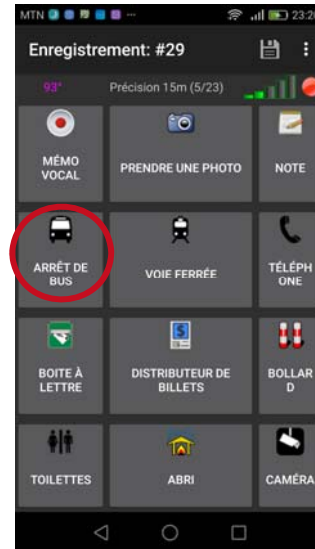 MTN 23:20
Enregistrement: #29
93° Précision 15m (5/23)
MÉMO
VOCAL
PRENDRE UNE PHOTO
NOTE
ARRÊT DE
BUS
VOIE FERRÉE
TÉLÉPH
ONE
BOITE À
LETTRE
DISTRIBUTEUR DE
BILLETS
BOLLAR
D
TOILETTES
ABRI
CAMÉRA